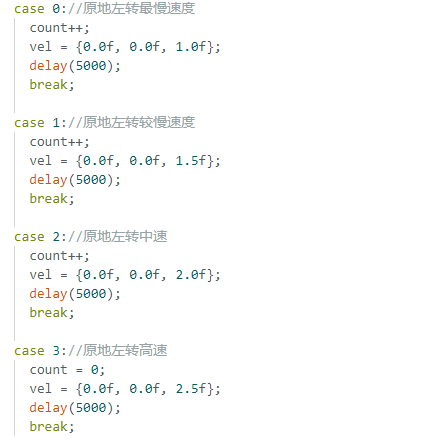 case 0://原地左转最慢速度
count++;
vel = {0.0f, 0.0f, 1.0f};
delay(5000);
break;
case 1://原地左转较慢速度
count++;
vel = {0.0f, 0.0f, 1.5f};
delay(5000);
break;
case 2://原地左转中速
count++;
vel = {0.0f, 0.0f, 2.0f};
delay(5000);
break;
case 3://原地左转高速
count = 0;
vel = {0.0f, 0.0f, 2.5f};
delay(5000);
break;